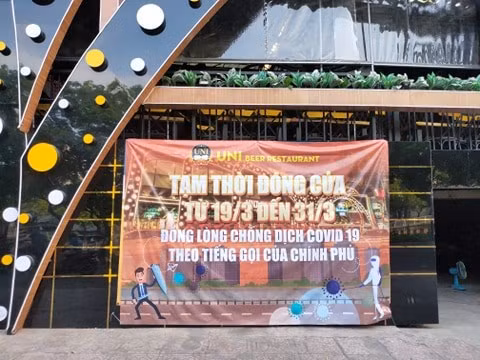 UNI
UNI BEER RESTAURANT
TẠM THỜI ĐÓNG CỬA
TỪ 19/3 ĐẾN 31/3
ĐỒNG LÒNG CHỐNG DỊCH COVID 19
THEO TIẾNG GỌI CỦA CHÍNH PHỦ